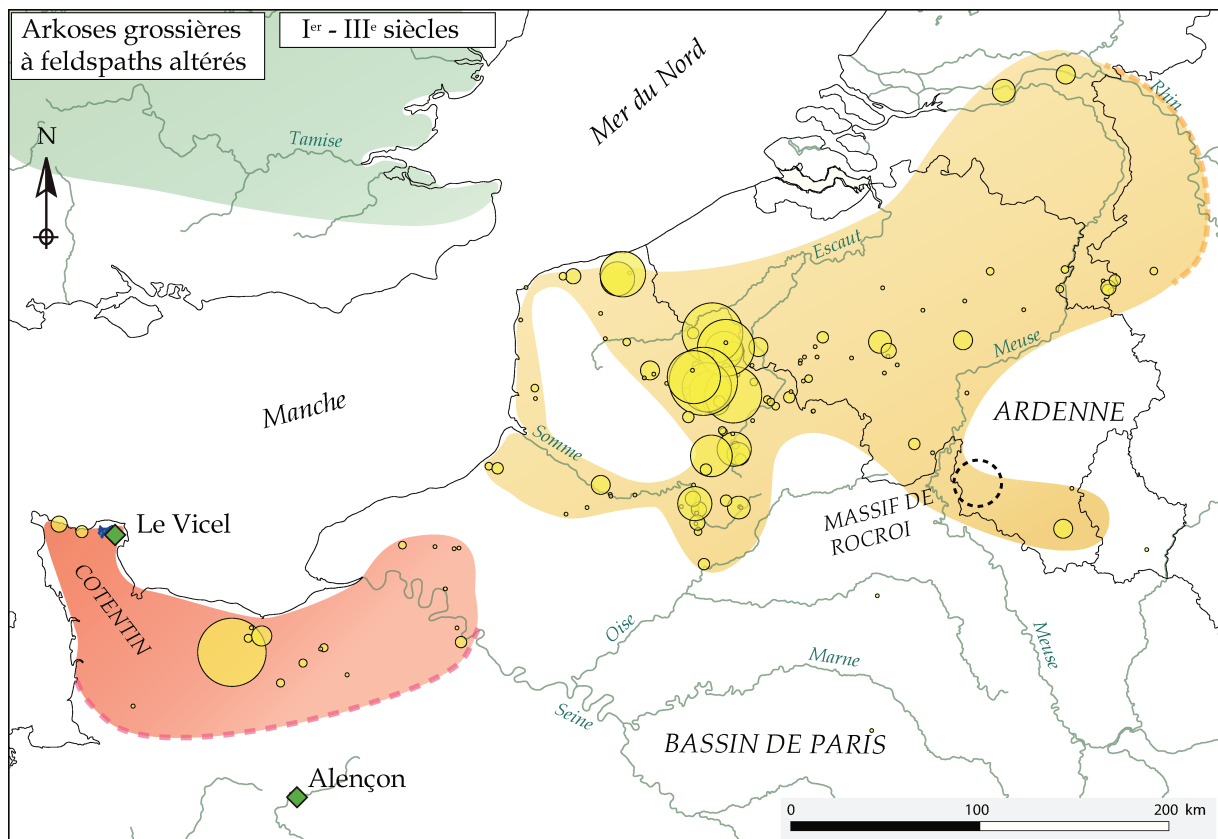 Arkoses grossières
à feldspaths altérés
Iᵉʳ - IIIᵉ siècles
Mer du Nord
Rhin
N
Tamise
Escaut
Meuse
Manche
ARDENNE
Somme
MASSIF DE
ROCROI
Le Vicel
COTENTIN
Oise
Marne
Meuse
Seine
BASSIN DE PARIS
Alençon
0 100 200 km